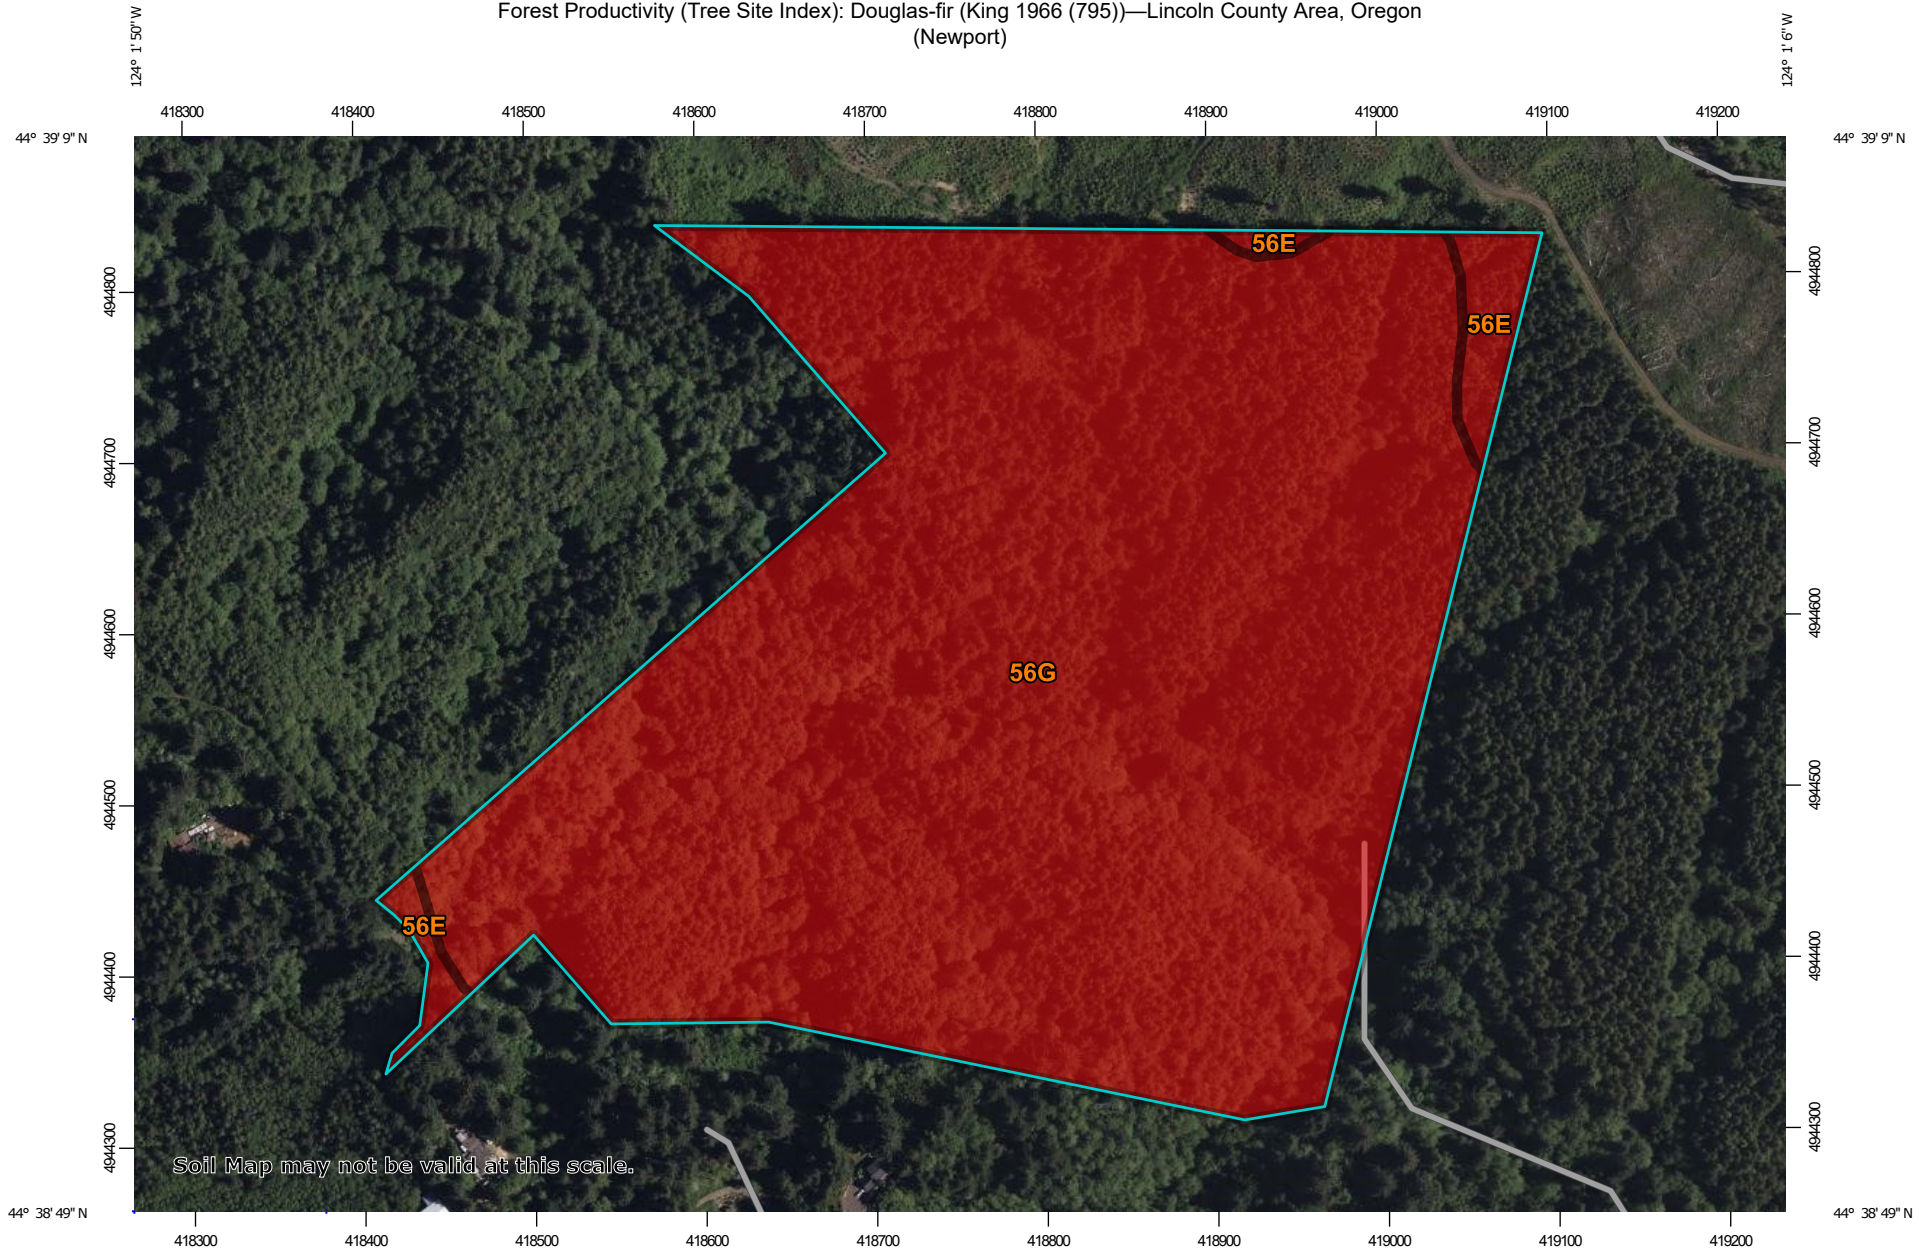 Forest Productivity (Tree Site Index): Douglas-fir (King 1966 (795))—Lincoln County Area, Oregon
(Newport)
124° 1' 50" W
124° 1' 6" W
418300 418400 418500 418600 418700 418800 418900 419000 419100 419200
44° 39' 9" N
44° 39' 9" N
56E
4944800
4944800
56E
4944700
4944700
4944600
4944600
56G
4944500
4944500
56E
4944400
4944400
4944300
4944300
Soil Map may not be valid at this scale.
44° 38' 49" N
44° 38' 49" N
418300 418400 418500 418600 418700 418800 418900 419000 419100 419200